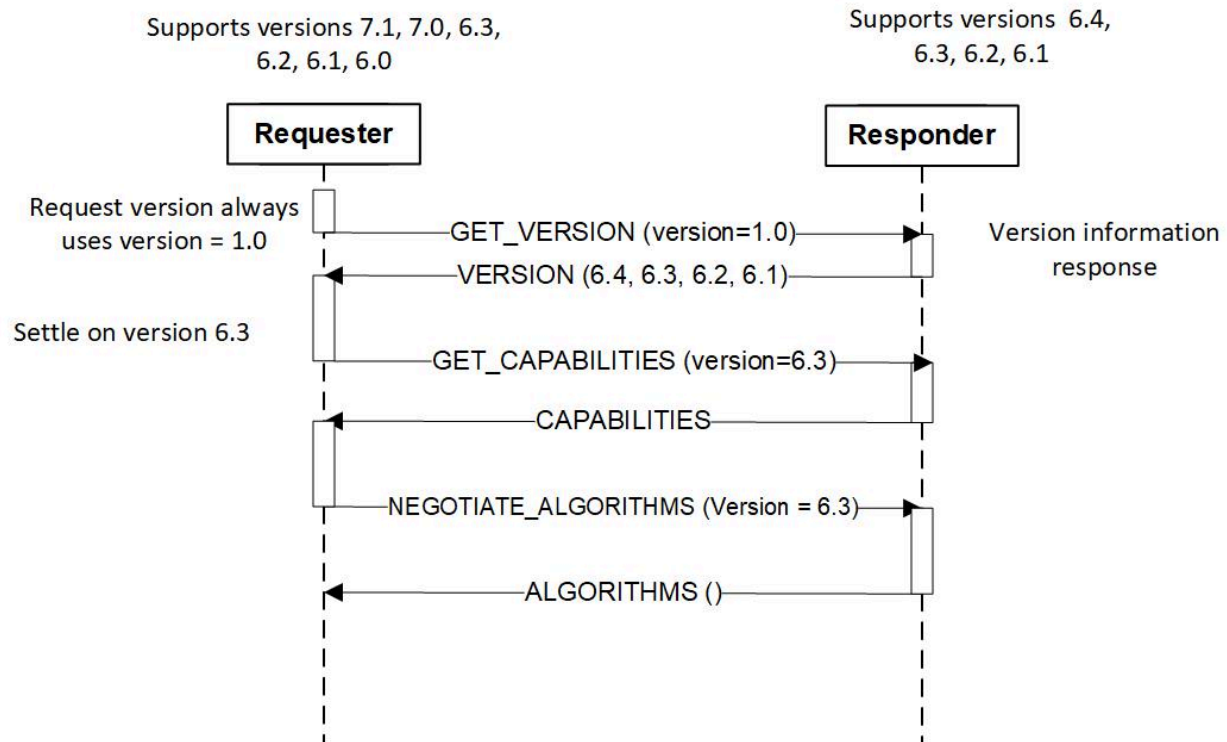 Supports versions 7.1, 7.0, 6.3,
6.2, 6.1, 6.0
Supports versions 6.4,
6.3, 6.2, 6.1
Requester
Responder
Request version always
uses version = 1.0
GET_VERSION (version=1.0)
Version information
response
VERSION (6.4, 6.3, 6.2, 6.1)
Settle on version 6.3
GET_CAPABILITIES (version=6.3)
CAPABILITIES
NEGOTIATE_ALGORITHMS (Version = 6.3)
ALGORITHMS ()